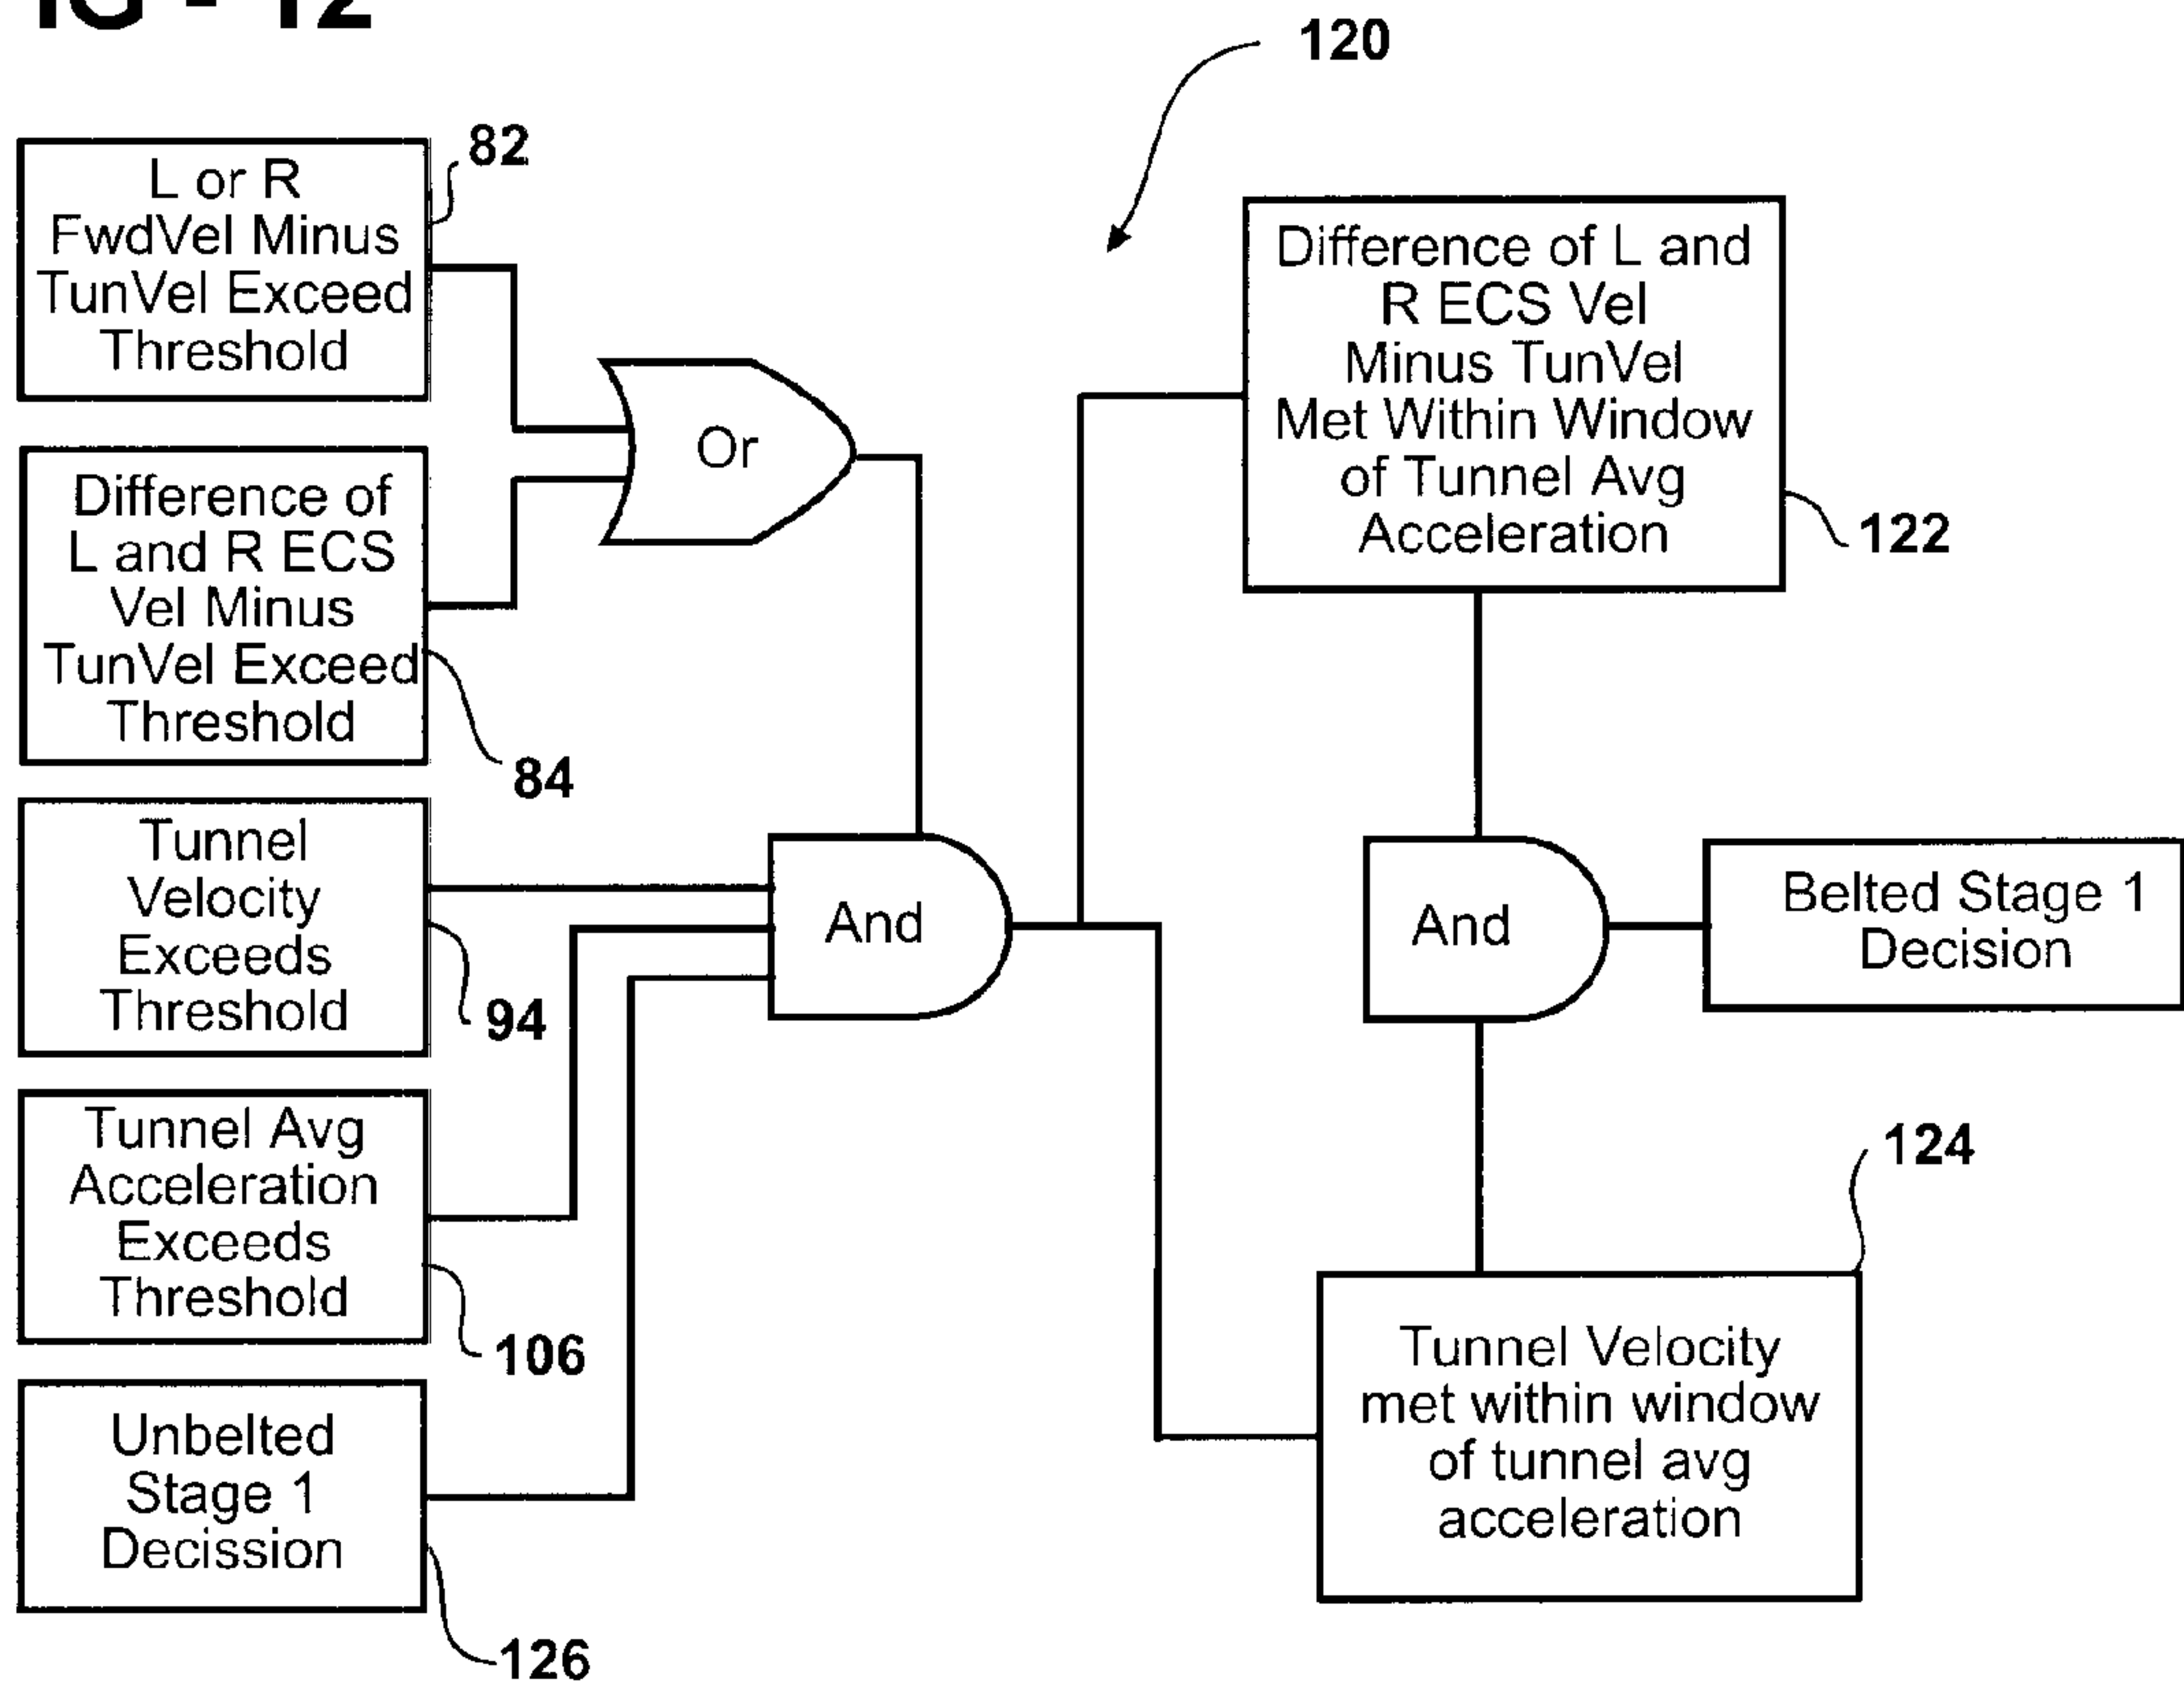 IG - 12
120
L or R
FwdVel Minus
TunVel Exceed
Threshold
82
Difference of
L and R ECS
Vel Minus
TunVel Exceed
Threshold
84
Tunnel
Velocity
Exceeds
Threshold
94
Tunnel Avg
Acceleration
Exceeds
Threshold
106
Unbelted
Stage 1
Decission
126
Or
And
Difference of L and
R ECS Vel
Minus TunVel
Met Within Window
of Tunnel Avg
Acceleration
122
And
Belted Stage 1
Decision
124
Tunnel Velocity
met within window
of tunnel avg
acceleration